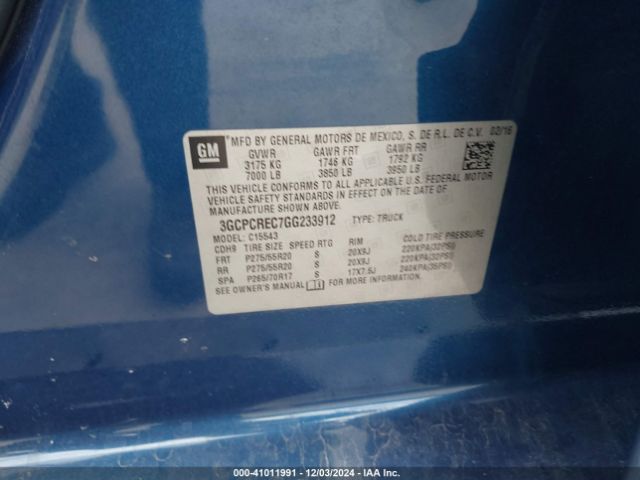 GM
MFD BY GENERAL MOTORS DE MEXICO, S. DE R.L. DE C.V. 02/16
GVWR GAWR FRT GAWR RR
3175 KG 1746 KG 1792 KG
7000 LB 3850 LB 3950 LB
THIS VEHICLE CONFORMS TO ALL APPLICABLE U.S. FEDERAL MOTOR
VEHICLE SAFETY STANDARDS IN EFFECT ON THE DATE OF
MANUFACTURE SHOWN ABOVE.
3GCPCREC7GG233912 TYPE: TRUCK
MODEL: C15543
CDH9 TIRE SIZE SPEED RTG RIM COLD TIRE PRESSURE
FRT P275/55R20 S 20X9J 220KPA(32PSI)
RR P275/55R20 S 20X9J 220KPA(32PSI)
SPA P265/70R17 S 17X7.5J 240KPA(35PSI)
SEE OWNER'S MANUAL FOR MORE INFORMATION.
000-41011991 - 12/03/2024 - IAA Inc.